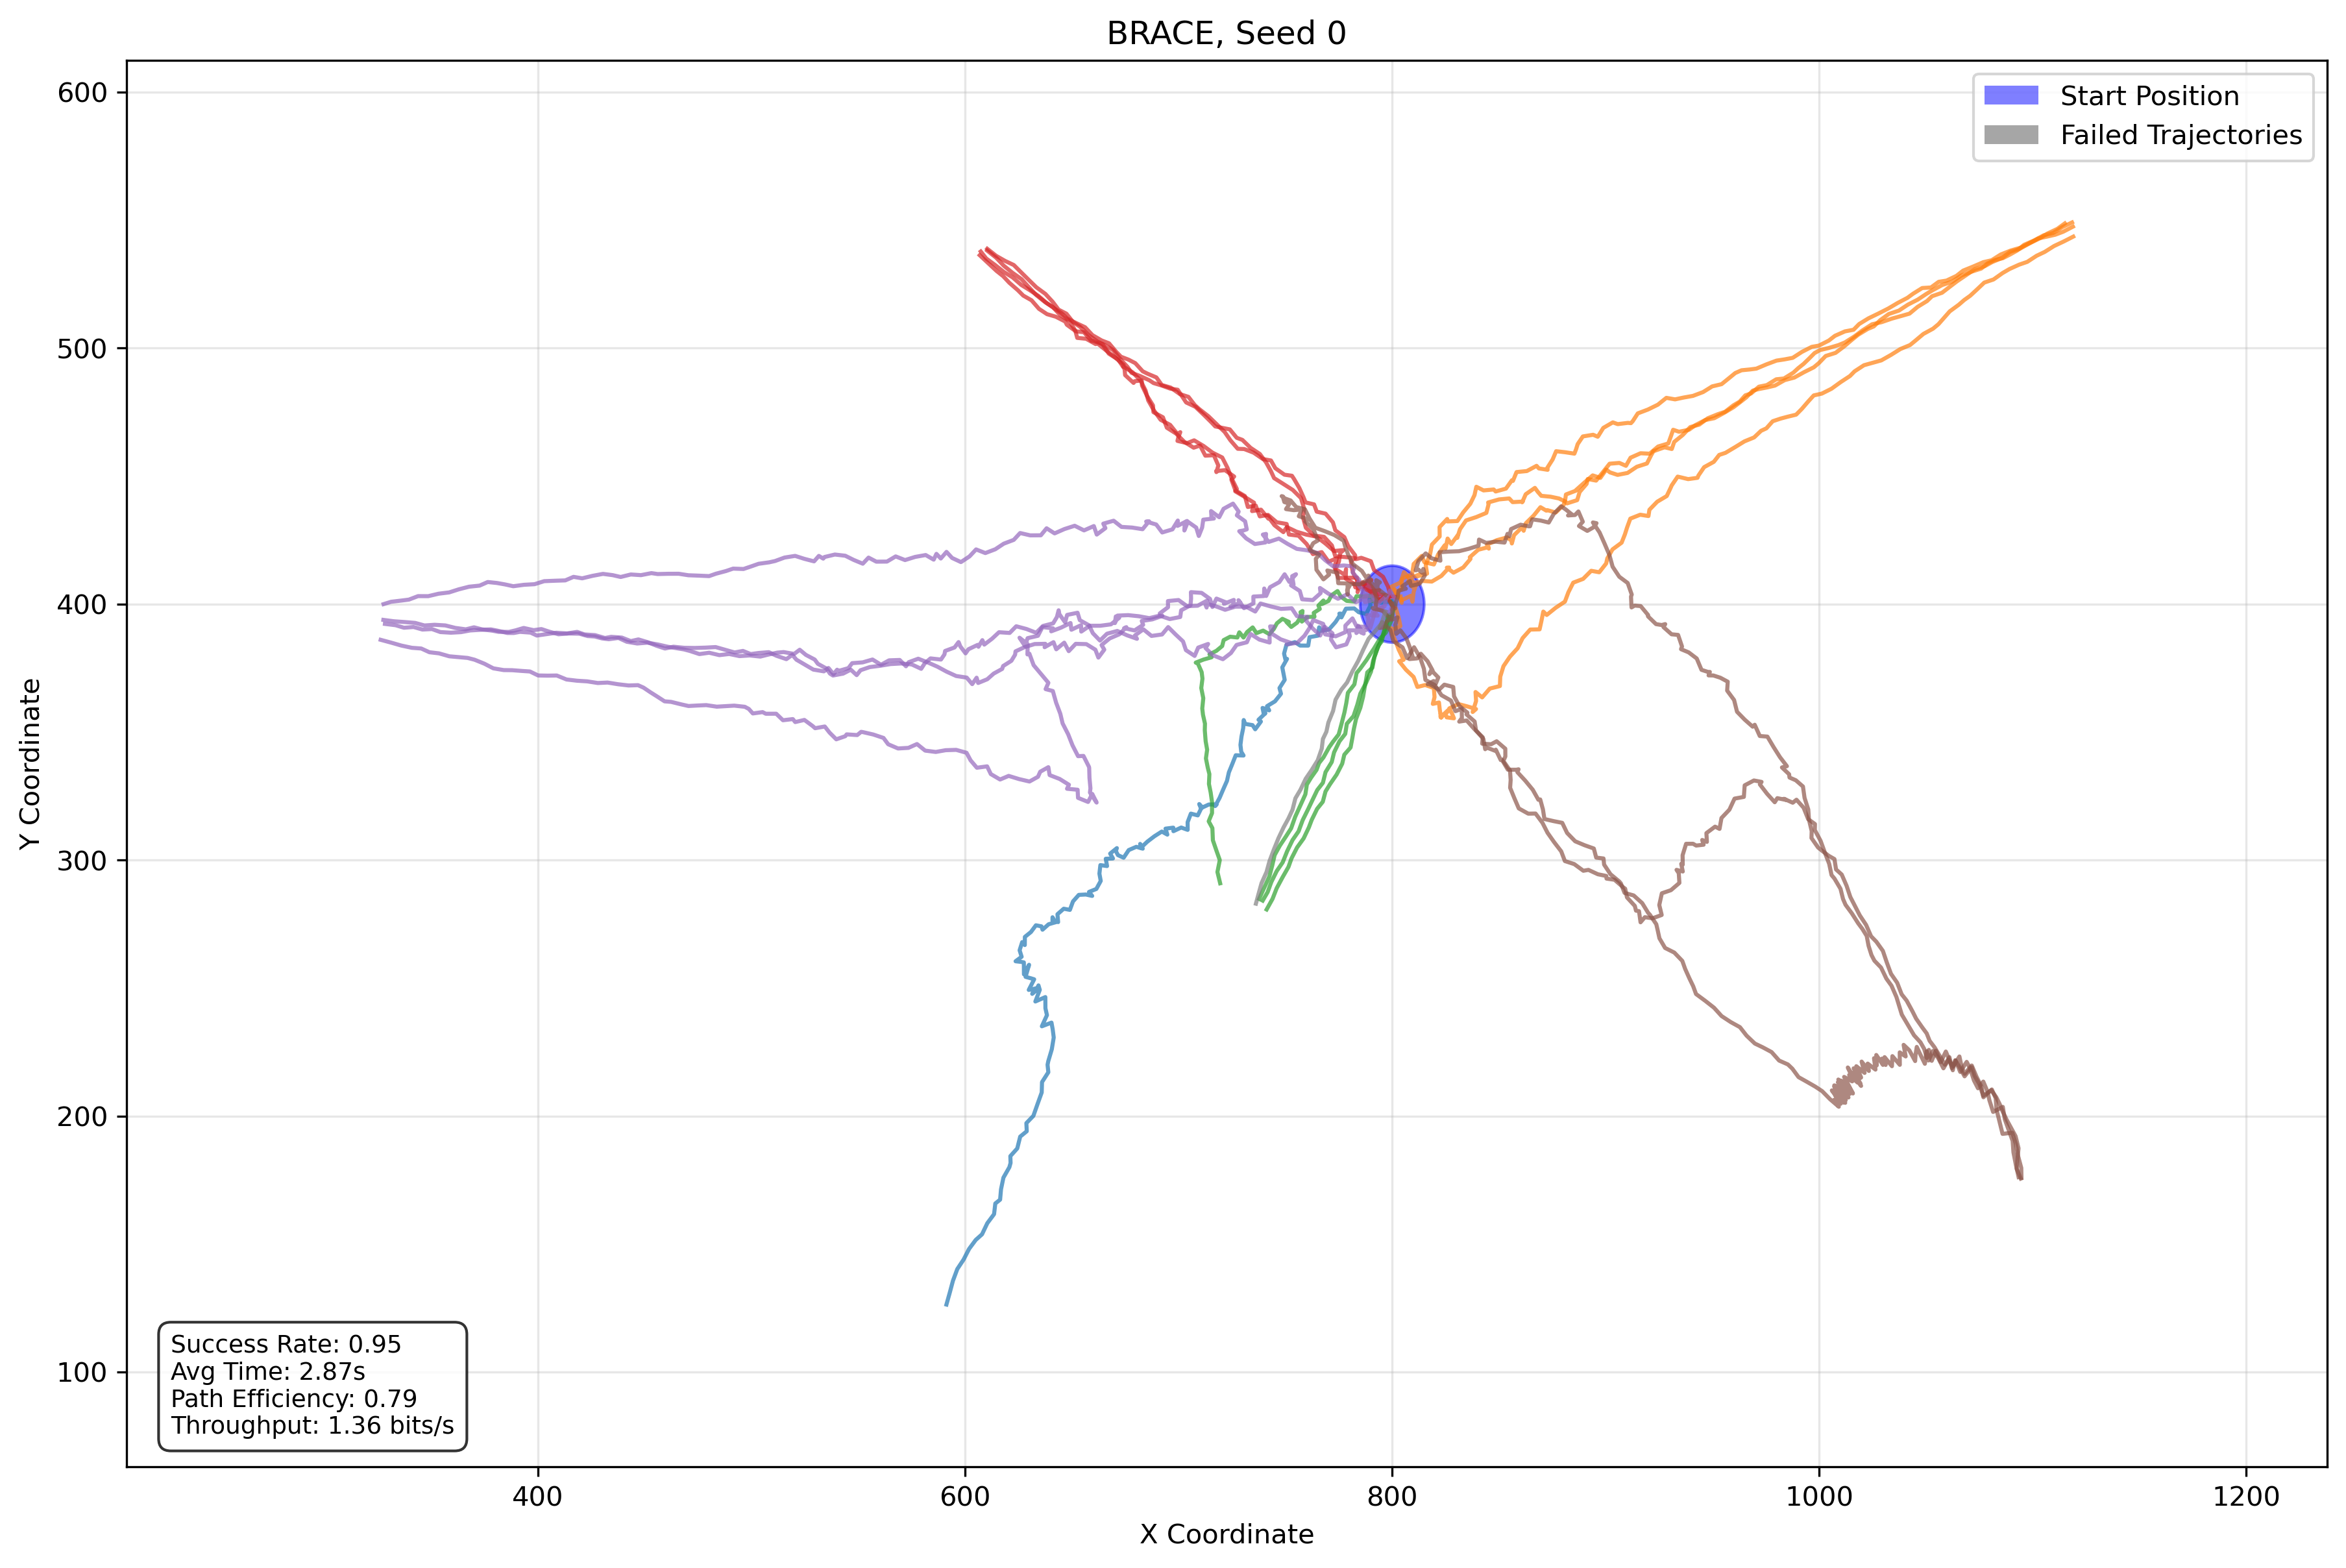 BRACE, Seed 0
Start Position
Failed Trajectories
600
500
400
300
200
100
Y Coordinate
Success Rate: 0.95
Avg Time: 2.87s
Path Efficiency: 0.79
Throughput: 1.36 bits/s
400
600
800
1000
1200
X Coordinate